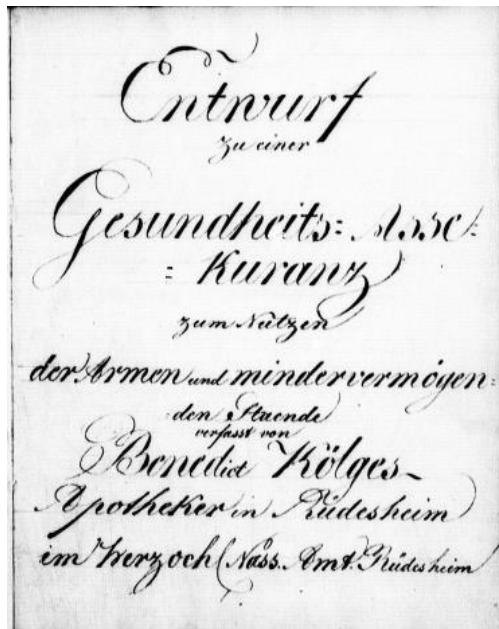 Entwurf
zu einer
Gesundheits= Asse=
= Kuranz
zum Nutzen
der Armen und mindervermögen=
den Staende
verfasst von
Benedict Kölges
Apotheker in Rüdesheim
im Herzoch( Nass. Amt. Rüdesheim